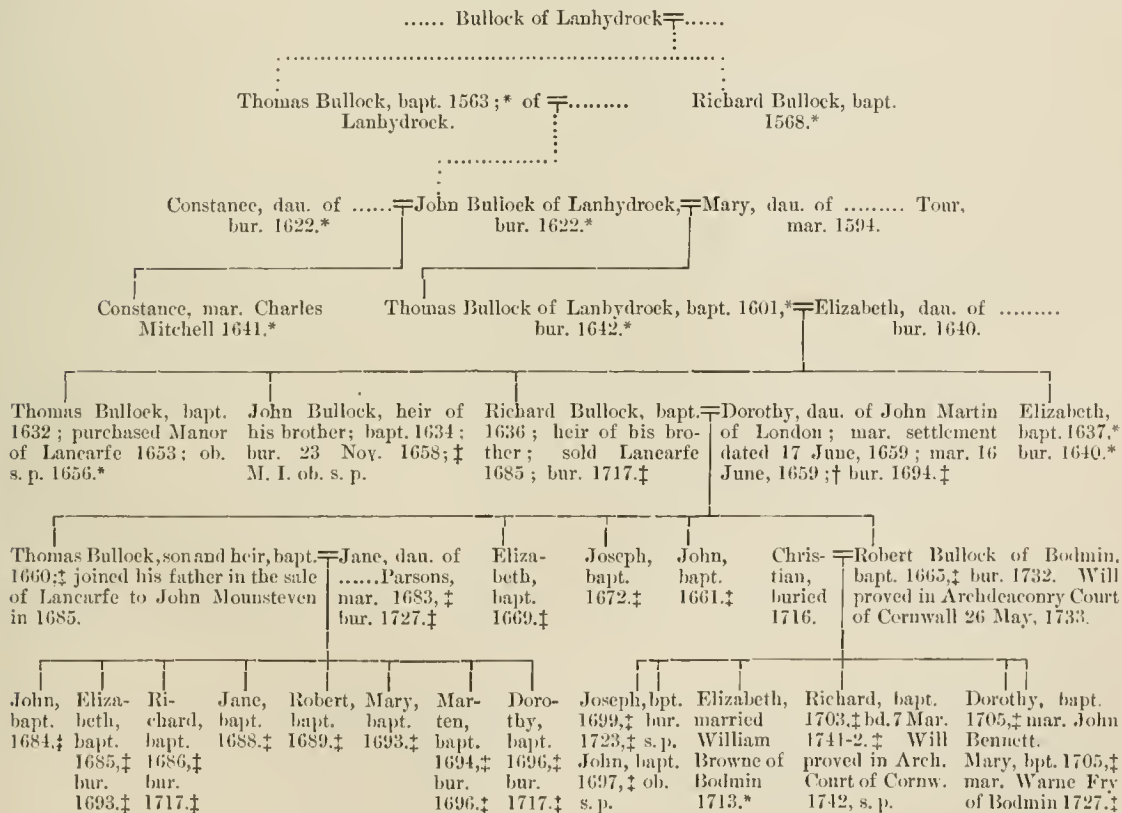 ...... Bullock of Lanhydrock╤......
Thomas Bullock, bapt. 1563 ;* of ╤.........
Lanhydrock.
Richard Bullock, bapt.
1568.*
Constance, dau. of ......╤
bur. 1622.*
John Bullock of Lanhydrock,╤
bur. 1622.*
Mary, dau. of ......... Tour,
mar. 1594.
Constance, mar. Charles
Mitchell 1641.*
Thomas Bullock of Lanhydrock, bapt. 1601,*╤
bur. 1642.*
Elizabeth, dau. of .........
bur. 1640.
Thomas Bullock, bapt.
1632 ; purchased Manor
of Lancarfe 1653 ; ob.
s. p. 1656.*
John Bullock, heir of
his brother; bapt. 1634 ;
bur. 23 Nov. 1658;‡
M. I. ob. s. p.
Richard Bullock, bapt.╤
1636 ; heir of his bro-
ther ; sold Lancarfe
1685 ; bur. 1717.‡
Dorothy, dau. of John Martin
of London ; mar. settlement
dated 17 June, 1659 ; mar. 16
June, 1659 ;† bur. 1694.‡
Elizabeth,
bapt. 1637.*
bur. 1640.*
Thomas Bullock, son and heir, bapt.╤
1660;‡ joined his father in the sale
of Lancarfe to John Mounsteven
in 1685.
Jane, dau. of
......Parsons,
mar. 1683, ‡
bur. 1727.‡
Eliza-
beth,
bapt.
1669.‡
Joseph,
bapt.
1672.‡
John,
bapt.
1661.‡
Chris-
tian,
buried
1716.
╤Robert Bullock of Bodmin,
bapt. 1665,‡ bur. 1732. Will
proved in Archdeaconry Court
of Cornwall 26 May, 1733.
John,
bapt.
1684.‡
Eliza-
beth,
bapt.
1685,‡
bur.
1693.‡
Ri-
chard,
bapt.
1686,‡
bur.
1717.‡
Jane,
bapt.
1688.‡
Robert,
bapt.
1689.‡
Mary,
bapt.
1693.‡
Mar-
ten,
bapt.
1694,‡
bur.
1696.‡
Doro-
thy,
bapt.
1696,‡
bur.
1717.‡
Joseph, bpt.
1699,‡ bur.
1723,‡ s. p.
John, bapt.
1697,‡ ob.
s. p.
Elizabeth,
married
William
Browne of
Bodmin
1713.*
Richard, bapt.
1703,‡ bd. 7 Mar.
1741-2.‡ Will
proved in Arch.
Court of Cornw.
1742, s. p.
Dorothy, bapt.
1705,‡ mar. John
Bennett.
Mary, bpt. 1705,‡
mar. Warne Fry
of Bodmin 1727.‡